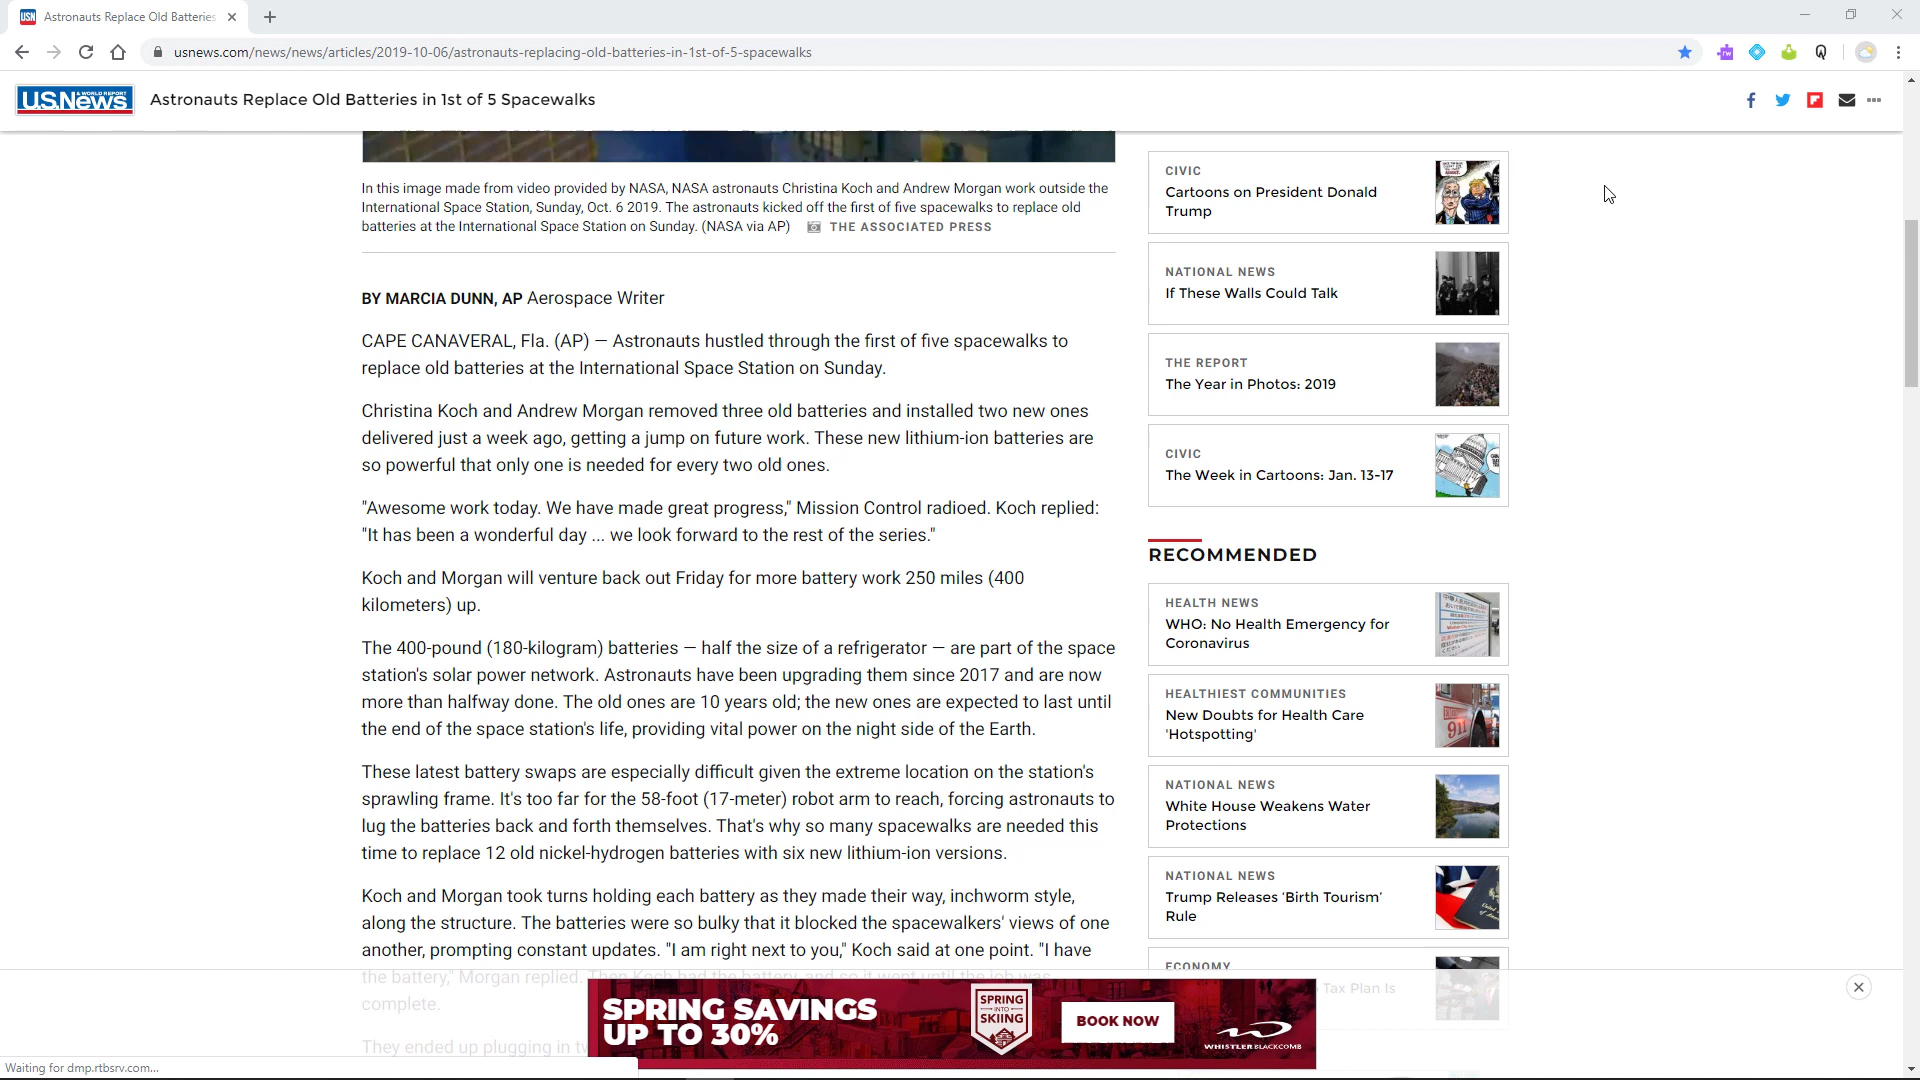 Astronauts Replace Old Batteries
usnews.com/news/news/articles/2019-10-06/astronauts-replacing-old-batteries-in-1st-of-5-spacewalks
U.S.News
& WORLD REPORT
Astronauts Replace Old Batteries in 1st of 5 Spacewalks
In this image made from video provided by NASA, NASA astronauts Christina Koch and Andrew Morgan work outside the
International Space Station, Sunday, Oct. 6 2019. The astronauts kicked off the first of five spacewalks to replace old
batteries at the International Space Station on Sunday. (NASA via AP) THE ASSOCIATED PRESS
BY MARCIA DUNN, AP Aerospace Writer
CAPE CANAVERAL, Fla. (AP) — Astronauts hustled through the first of five spacewalks to
replace old batteries at the International Space Station on Sunday.
Christina Koch and Andrew Morgan removed three old batteries and installed two new ones
delivered just a week ago, getting a jump on future work. These new lithium-ion batteries are
so powerful that only one is needed for every two old ones.
"Awesome work today. We have made great progress," Mission Control radioed. Koch replied:
"It has been a wonderful day ... we look forward to the rest of the series."
Koch and Morgan will venture back out Friday for more battery work 250 miles (400
kilometers) up.
The 400-pound (180-kilogram) batteries — half the size of a refrigerator — are part of the space
station's solar power network. Astronauts have been upgrading them since 2017 and are now
more than halfway done. The old ones are 10 years old; the new ones are expected to last until
the end of the space station's life, providing vital power on the night side of the Earth.
These latest battery swaps are especially difficult given the extreme location on the station's
sprawling frame. It's too far for the 58-foot (17-meter) robot arm to reach, forcing astronauts to
lug the batteries back and forth themselves. That's why so many spacewalks are needed this
time to replace 12 old nickel-hydrogen batteries with six new lithium-ion versions.
Koch and Morgan took turns holding each battery as they made their way, inchworm style,
along the structure. The batteries were so bulky that it blocked the spacewalkers' views of one
another, prompting constant updates. "I am right next to you," Koch said at one point. "I have
the battery," Morgan replied. Then Koch had the battery, and so it went until the job was
complete.
They ended up plugging in
CIVIC
Cartoons on President Donald
Trump
NATIONAL NEWS
If These Walls Could Talk
THE REPORT
The Year in Photos: 2019
CIVIC
The Week in Cartoons: Jan. 13-17
RECOMMENDED
HEALTH NEWS
WHO: No Health Emergency for
Coronavirus
HEALTHIEST COMMUNITIES
New Doubts for Health Care
'Hotspotting'
NATIONAL NEWS
White House Weakens Water
Protections
NATIONAL NEWS
Trump Releases ‘Birth Tourism’
Rule
ECONOMY
Tax Plan Is
SPRING SAVINGS
UP TO 30%
SPRING
INTO
SKIING
BOOK NOW
WHISTLERBLACKCOMB
Waiting for dmp.rtbsrv.com...